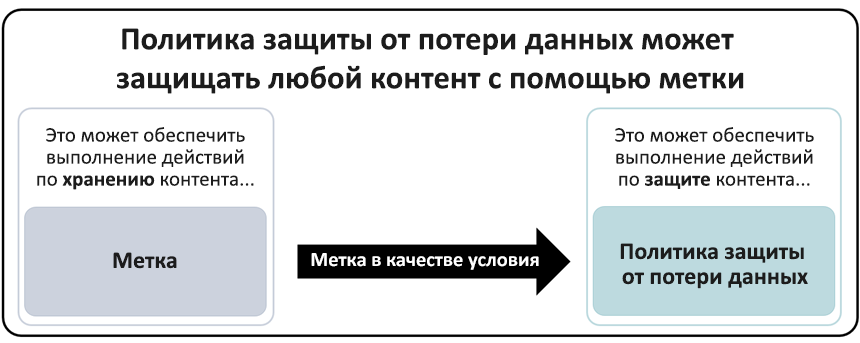 Политика защиты от потери данных может
защищать любой контент с помощью метки
Это может обеспечить
выполнение действий
по хранению контента...
Метка
Метка в качестве условия
Это может обеспечить
выполнение действий
по защите контента...
Политика защиты
от потери данных